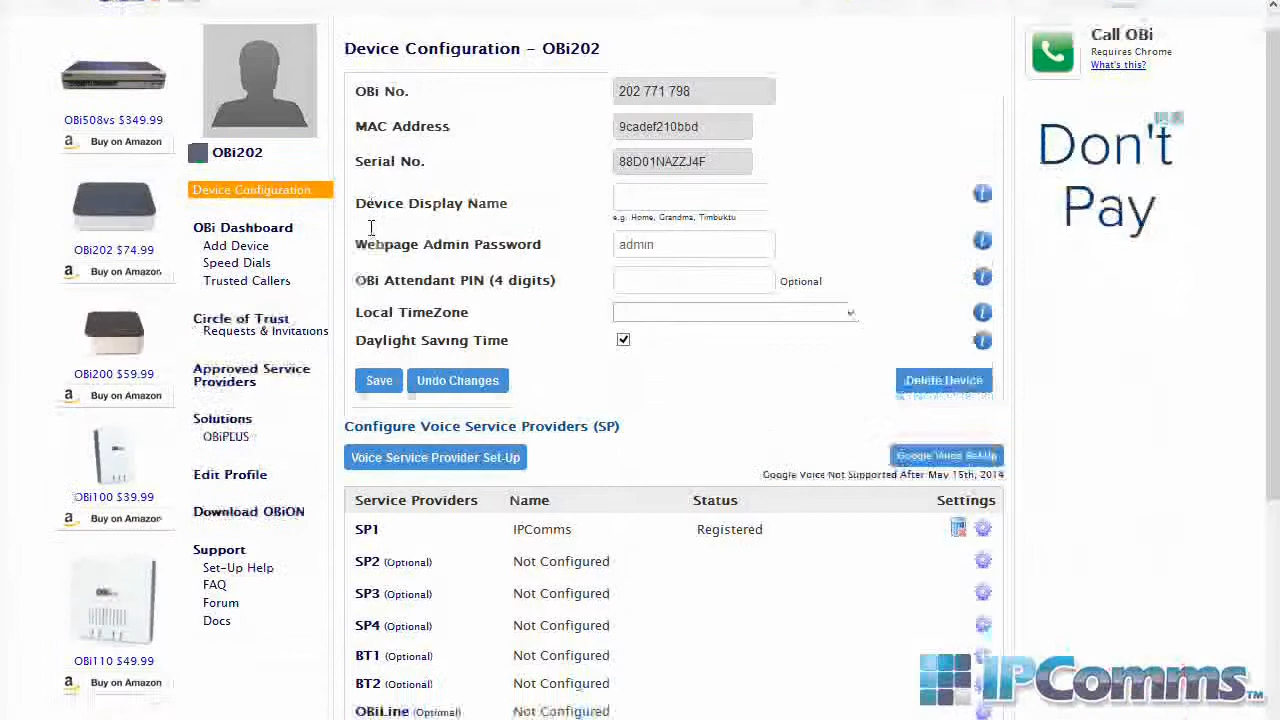 OBi508vs $349.99
a Buy on Amazon
OBi202 $74.99
a Buy on Amazon
OBi200 $59.99
a Buy on Amazon
OBi100 $39.99
a Buy on Amazon
OBi110 $49.99
a Buy on Amazon
OBi202
Device Configuration
OBi Dashboard
Add Device
Speed Dials
Trusted Callers
Circle of Trust
Requests & Invitations
Approved Service
Providers
Solutions
OBiPLUS
Edit Profile
Download OBiON
Support
Set-Up Help
FAQ
Forum
Docs
Device Configuration - OBi202
OBi No. 202 771 798
MAC Address 9cadef210bbd
Serial No. 88D01NAZZJ4F
Device Display Name
e.g. Home, Grandma, Timbuktu
Webpage Admin Password admin
OBi Attendant PIN (4 digits) Optional
Local TimeZone
Daylight Saving Time
Save Undo Changes Delete Device
Configure Voice Service Providers (SP)
Voice Service Provider Set-Up Google Voice Set-Up
Google Voice Not Supported After May 15th, 2014
Service Providers Name Status Settings
SP1 IPComms Registered
SP2 (Optional) Not Configured
SP3 (Optional) Not Configured
SP4 (Optional) Not Configured
BT1 (Optional) Not Configured
BT2 (Optional) Not Configured
OBiLine (Optional) Not Configured
Call OBi
Requires Chrome
What's this?
Don't
Pay
IPComms™